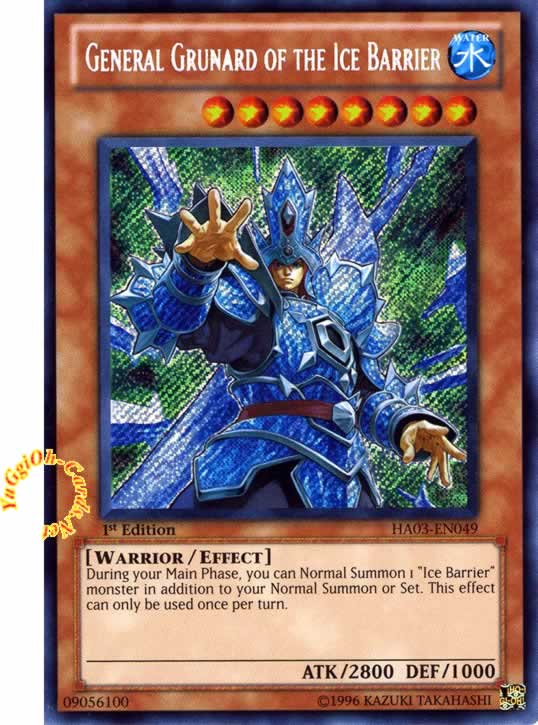 GENERAL GRUNARD OF THE ICE BARRIER
WATER
水
YuGgiOh-Cards.Net
1st Edition
HA03-EN049
[WARRIOR / EFFECT]
During your Main Phase, you can Normal Summon 1 "Ice Barrier"
monster in addition to your Normal Summon or Set. This effect
can only be used once per turn.
ATK/2800 DEF/1000
09056100
©1996 KAZUKI TAKAHASHI